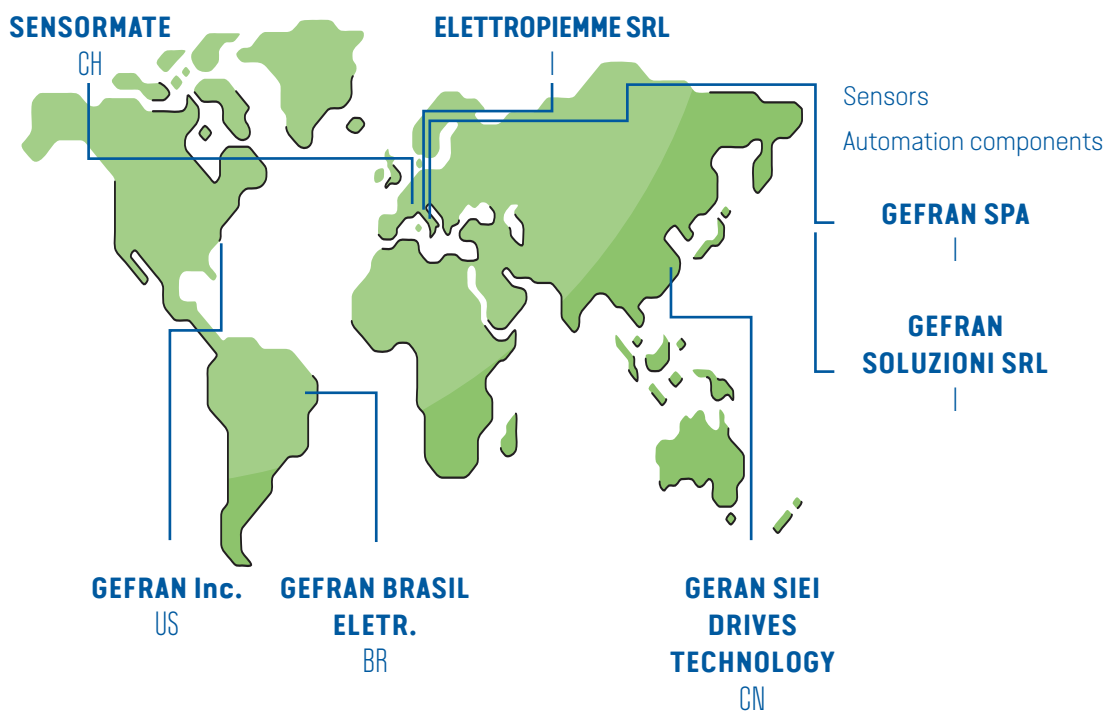 SENSORMATE
CH
ELETTROPIEMME SRL
I
Sensors
Automation components
GEFRAN SPA
I
GEFRAN
SOLUZIONI SRL
I
GEFRAN Inc.
US
GEFRAN BRASIL
ELETR.
BR
GERAN SIEI
DRIVES
TECHNOLOGY
CN